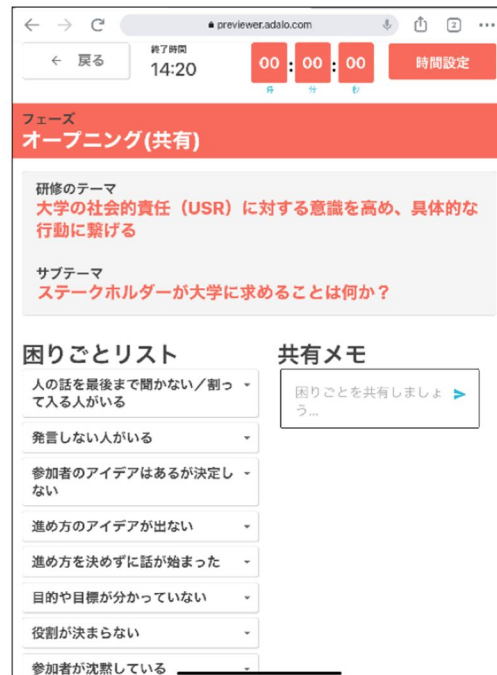 previewer.adalo.com
2
← 戻る
終了時間
14:20
00 : 00 : 00
時 分 秒
時間設定
フェーズ
オープニング(共有)
研修のテーマ
大学の社会的責任（USR）に対する意識を高め、具体的な
行動に繋げる
サブテーマ
ステークホルダーが大学に求めることは何か？
困りごとリスト
人の話を最後まで聞かない／割っ
て入る人がいる
発言しない人がいる
参加者のアイデアはあるが決定し
ない
進め方のアイデアが出ない
進め方を決めずに話が始まった
目的や目標が分かっていない
役割が決まらない
参加者が沈黙している
共有メモ
困りごとを共有しましょ
う...